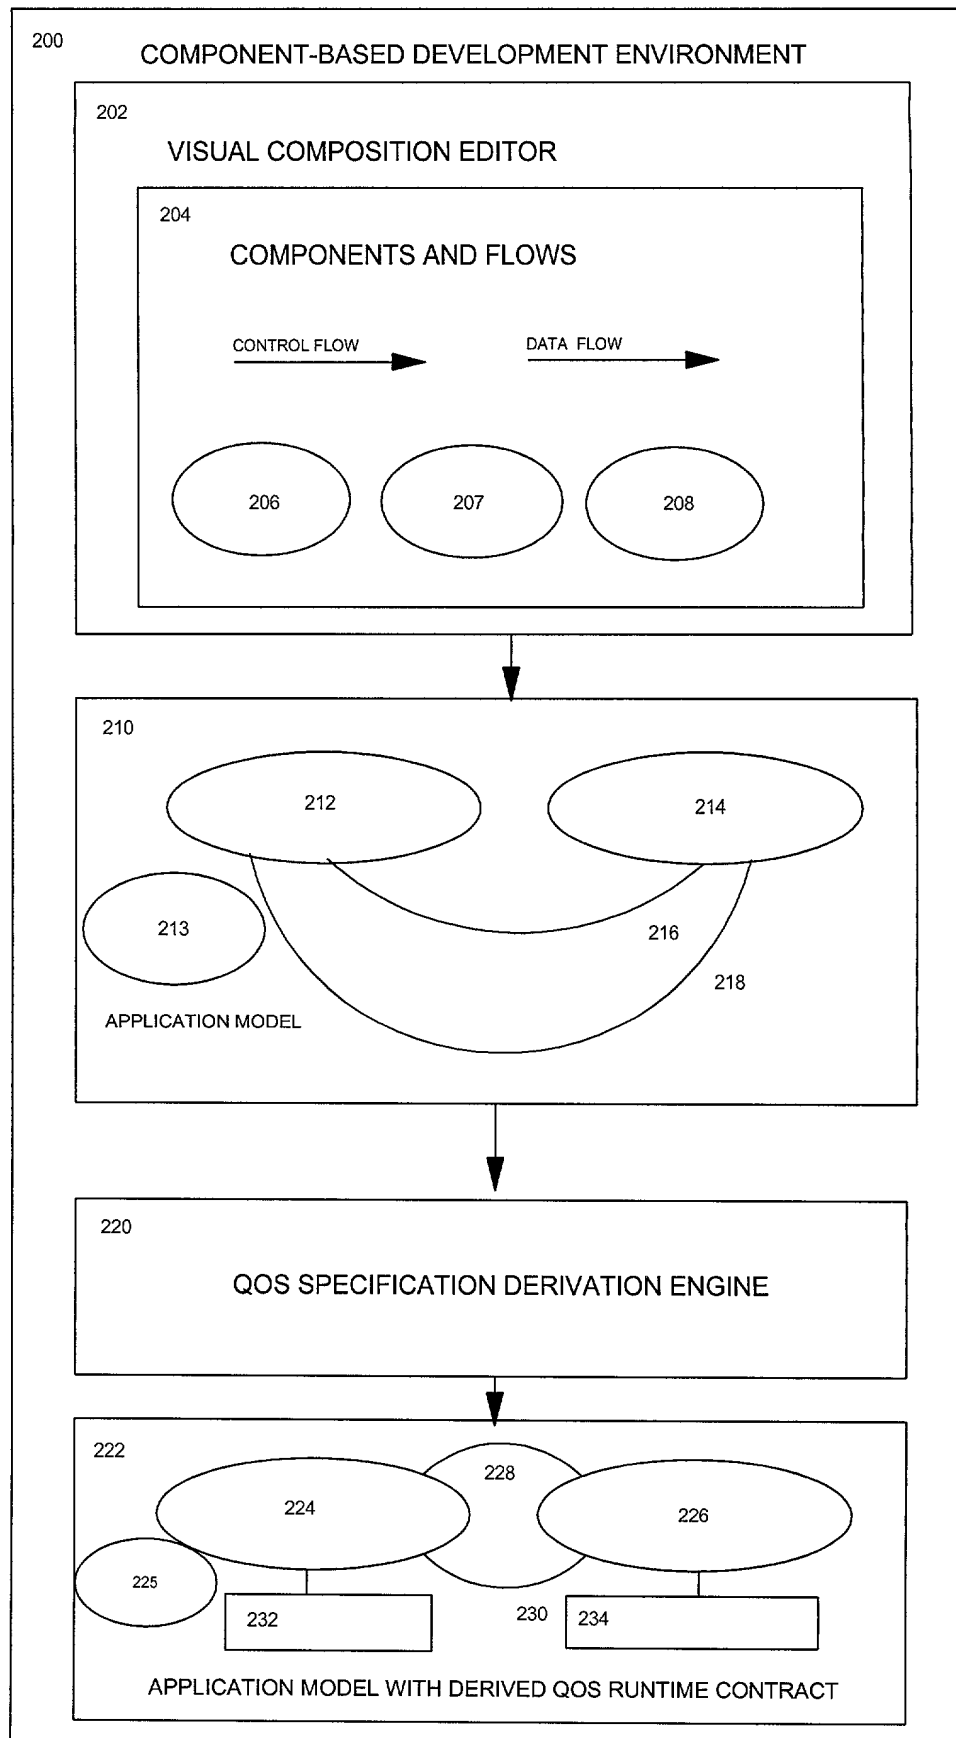 200
COMPONENT-BASED DEVELOPMENT ENVIRONMENT
202
VISUAL COMPOSITION EDITOR
204
COMPONENTS AND FLOWS
CONTROL FLOW
DATA FLOW
206
207
208
210
212
214
213
216
218
APPLICATION MODEL
220
QOS SPECIFICATION DERIVATION ENGINE
222
228
224
226
225
232
230
234
APPLICATION MODEL WITH DERIVED QOS RUNTIME CONTRACT